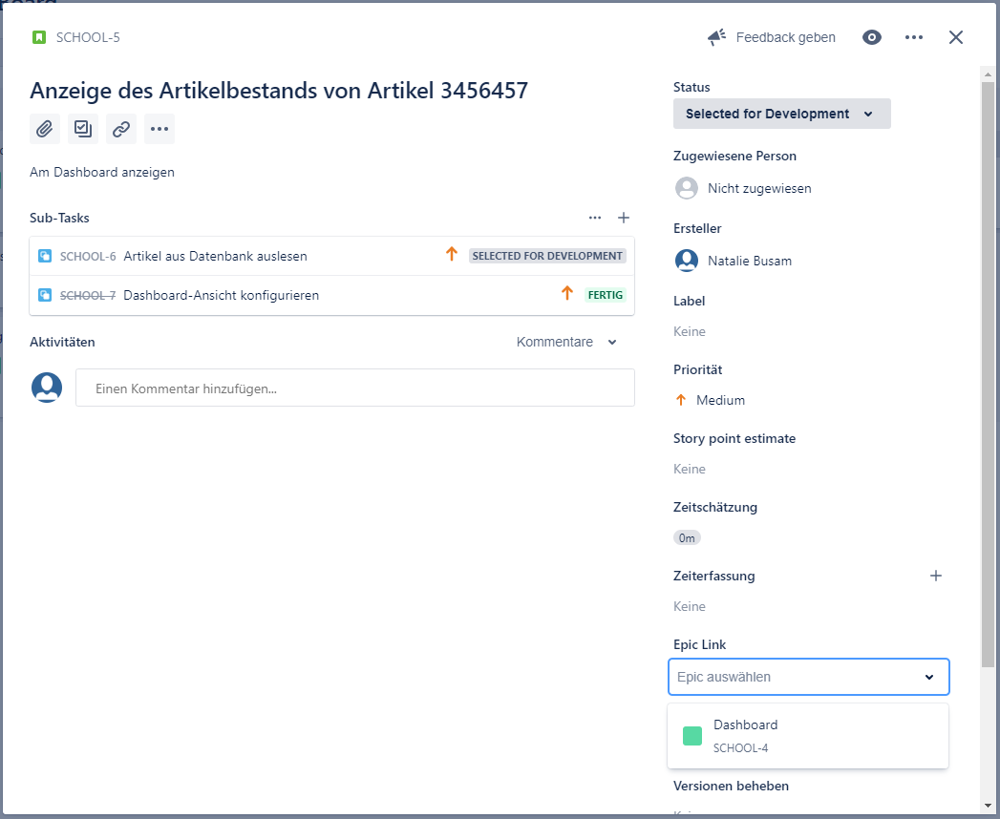 SCHOOL-5
Feedback geben
Anzeige des Artikelbestands von Artikel 3456457
Am Dashboard anzeigen
Sub-Tasks
SCHOOL-6 Artikel aus Datenbank auslesen SELECTED FOR DEVELOPMENT
SCHOOL-7 Dashboard-Ansicht konfigurieren FERTIG
Aktivitäten
Kommentare
Einen Kommentar hinzufügen...
Status
Selected for Development
Zugewiesene Person
Nicht zugewiesen
Ersteller
Natalie Busam
Label
Keine
Priorität
Medium
Story point estimate
Keine
Zeitschätzung
0m
Zeiterfassung
Keine
Epic Link
Epic auswählen
Dashboard
SCHOOL-4
Versionen beheben